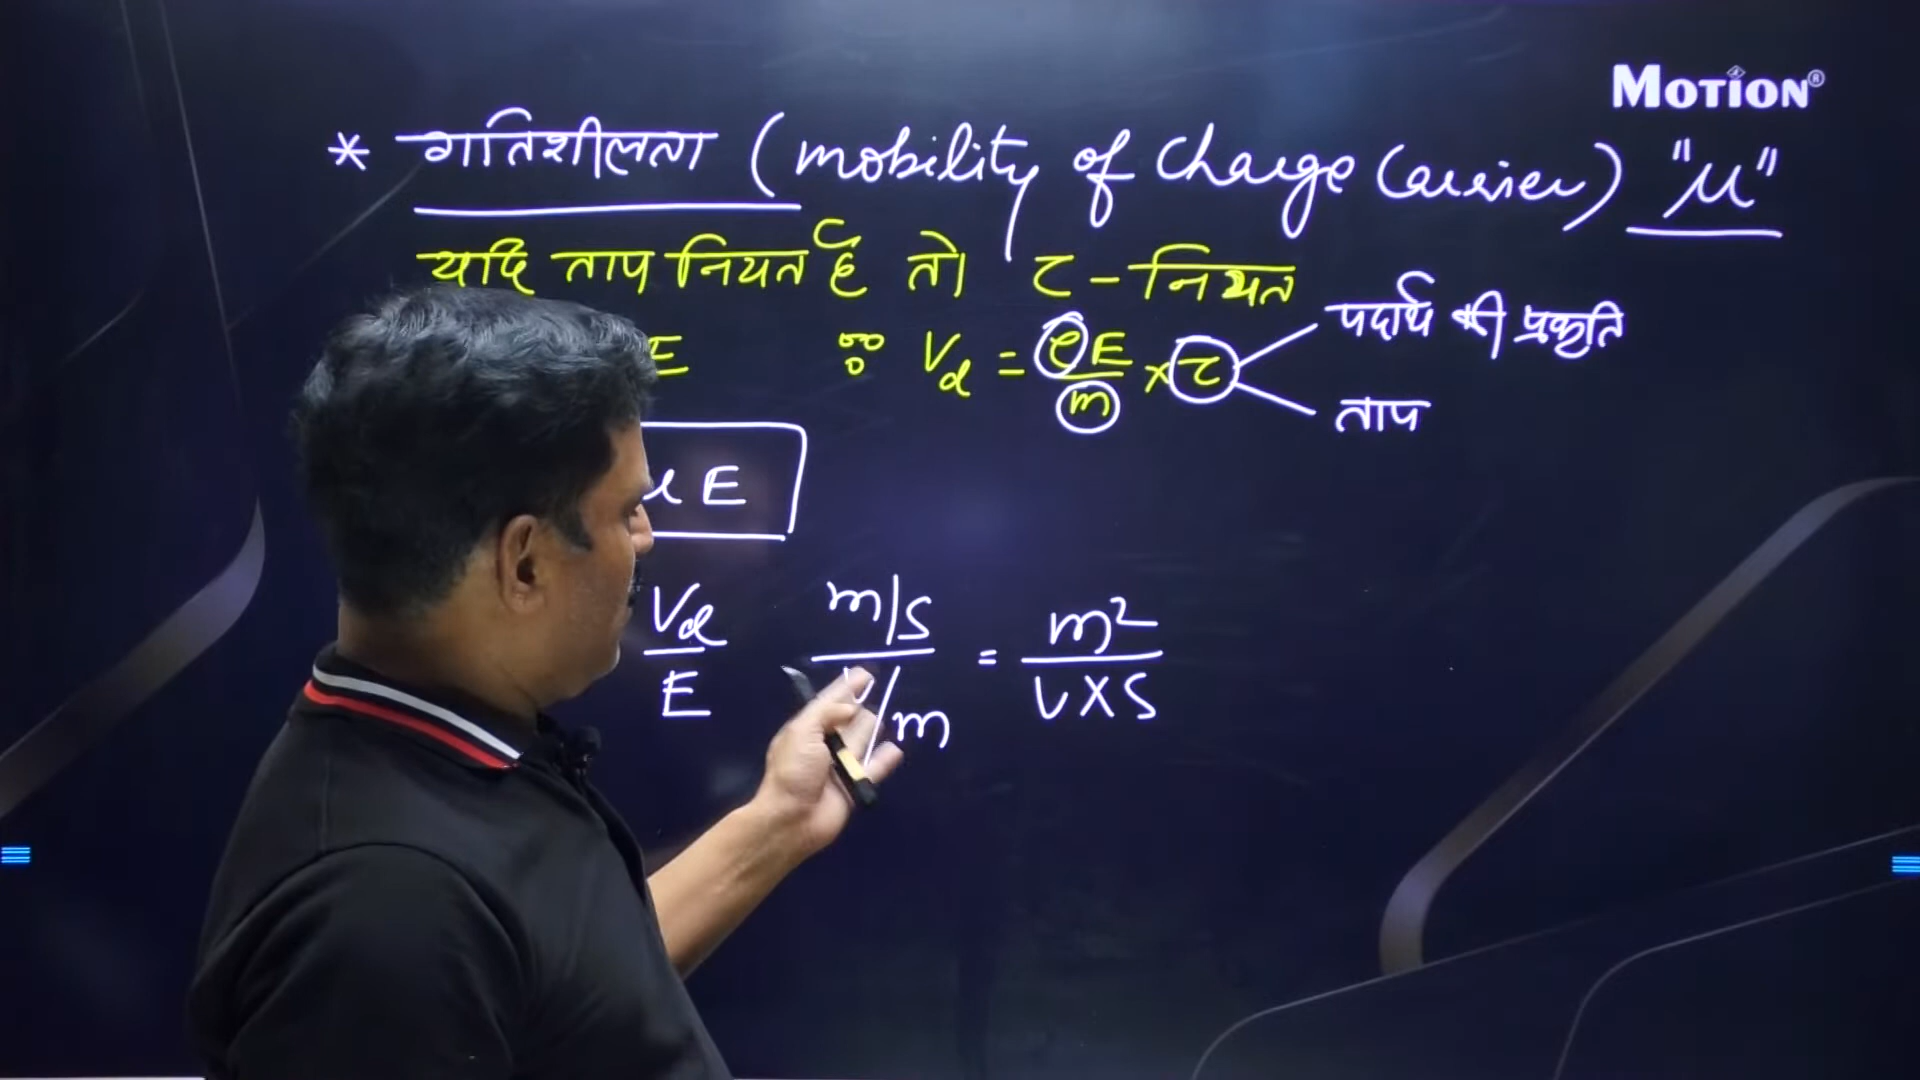 MOTION®
* गतिशीलता (mobility of charge carrier) "μ"
यदि ताप नियत है तो τ - नियत
E ∵ Vd = eE/m × τ पदार्थ की प्रकृति
ताप
E
Vd/E m/s / V/m = m²/V×S